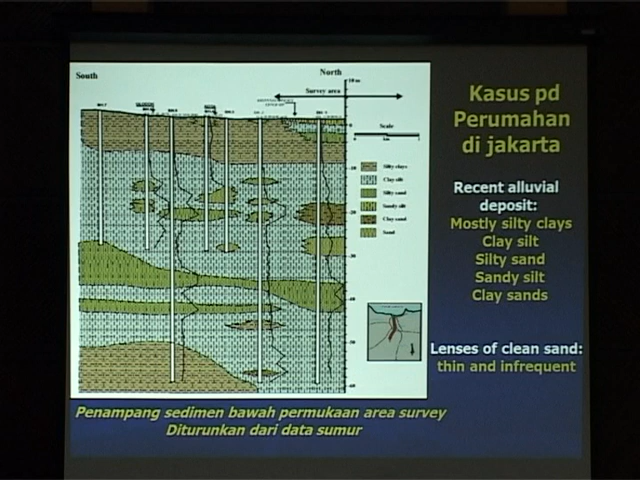 South
North
10 m
Survey area
Scale
Silty clays
Clay silt
Silty sand
Sandy silt
Clay sand
Sand
Kasus pd
Perumahan
di jakarta
Recent alluvial
deposit:
Mostly silty clays
Clay silt
Silty sand
Sandy silt
Clay sands
Lenses of clean sand:
thin and infrequent
Penampang sedimen bawah permukaan area survey
Diturunkan dari data sumur